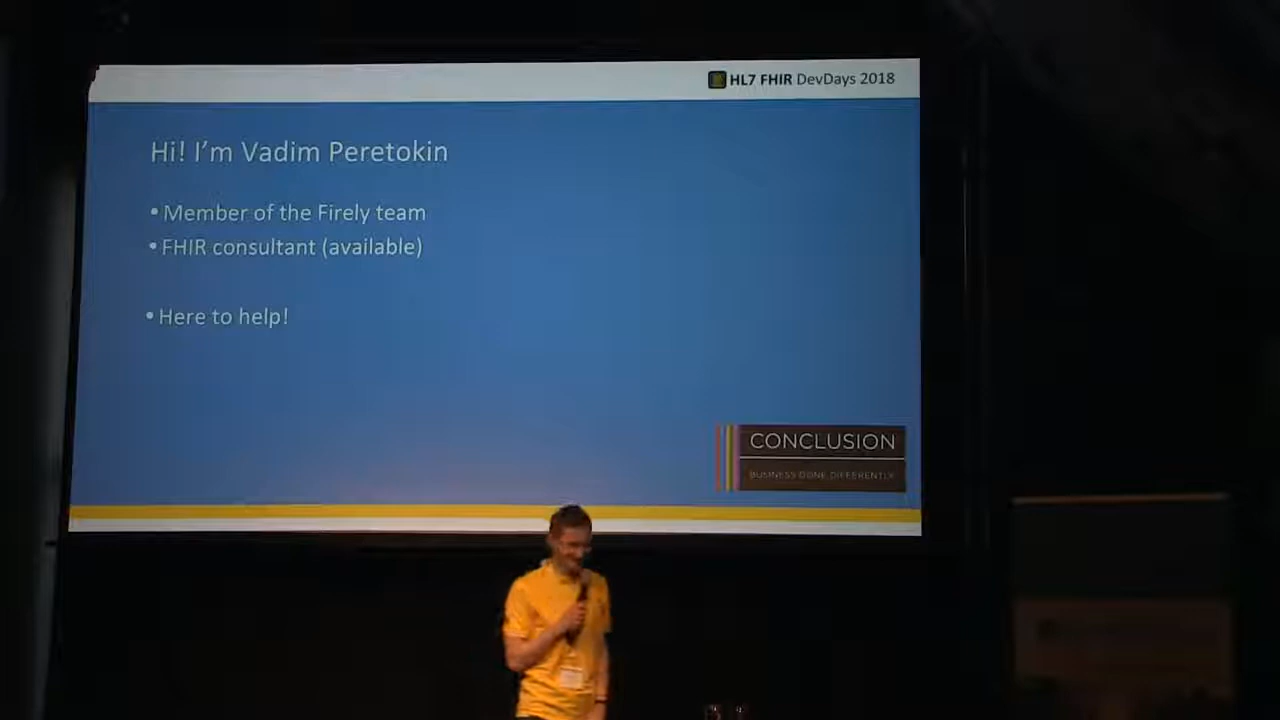 HL7 FHIR DevDays 2018
Hi! I'm Vadim Peretokin
• Member of the Firely team
• FHIR consultant (available)
• Here to help!
CONCLUSION
BUSINESS DONE DIFFERENTLY